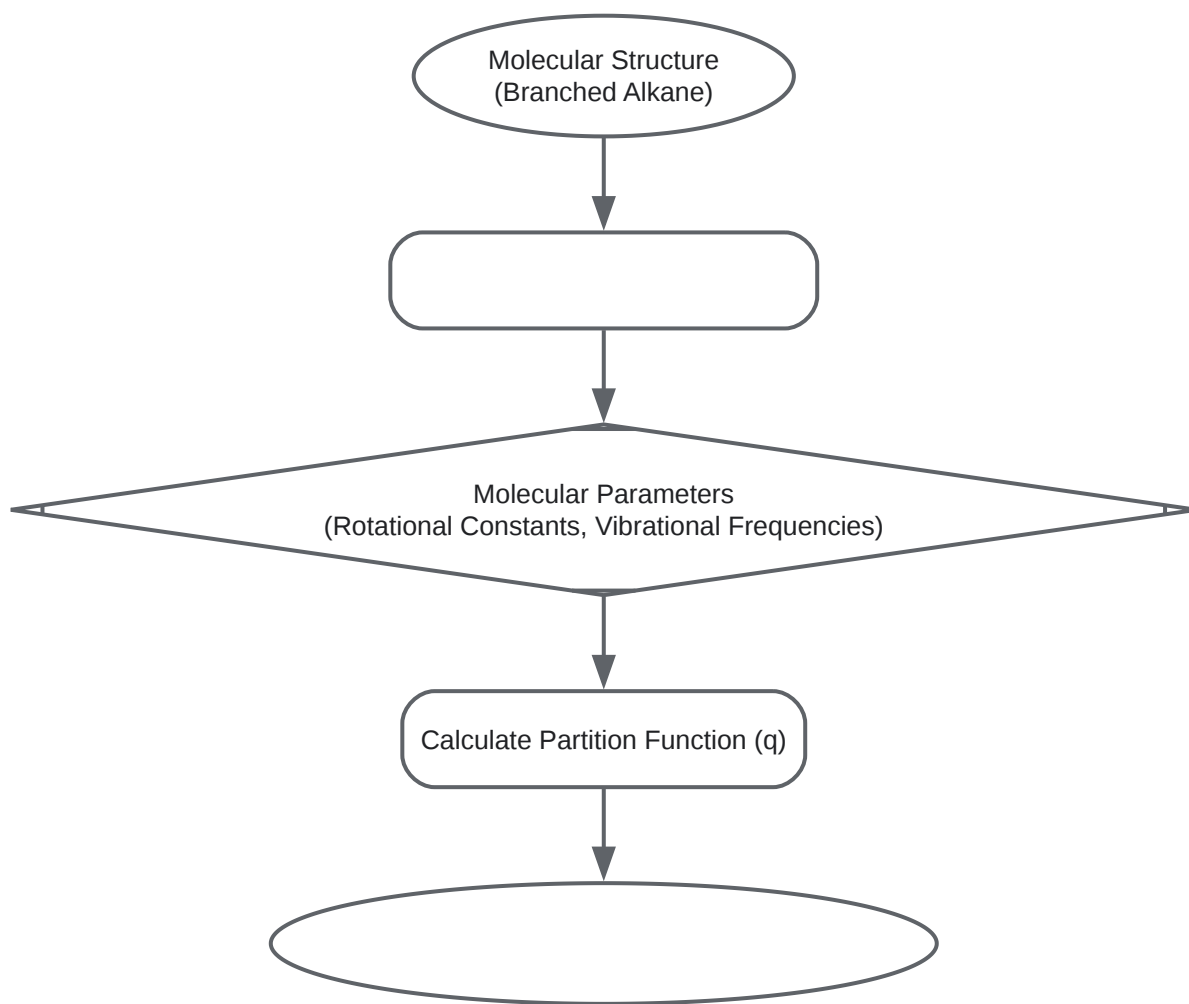 Molecular Structure
(Branched Alkane)
Molecular Parameters
(Rotational Constants, Vibrational Frequencies)
Calculate Partition Function (q)